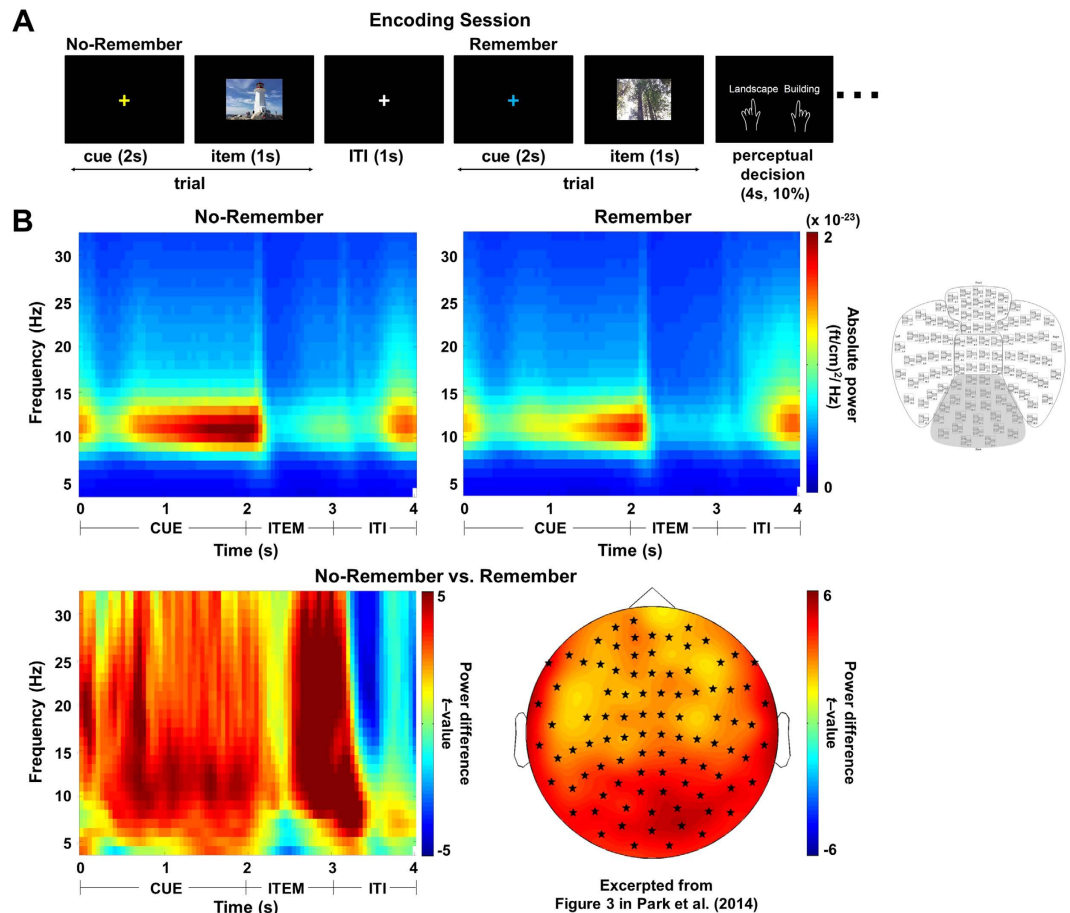 A
Encoding Session
No-Remember
Remember
Landscape Building
cue (2s)
item (1s)
ITI (1s)
cue (2s)
item (1s)
perceptual
decision
(4s, 10%)
trial
trial
B
No-Remember
Remember
(x 10-23)
30
25
20
15
10
5
Frequency (Hz)
0 1 2 3 4
CUE ITEM ITI
Time (s)
30
25
20
15
10
5
0 1 2 3 4
CUE ITEM ITI
Time (s)
2
0
Absolute power
(ft/cm)²/ Hz)
No-Remember vs. Remember
30
25
20
15
10
5
Frequency (Hz)
0 1 2 3 4
CUE ITEM ITI
Time (s)
5
-5
Power difference
t–value
6
-6
Power difference
t–value
Excerpted from
Figure 3 in Park et al. (2014)